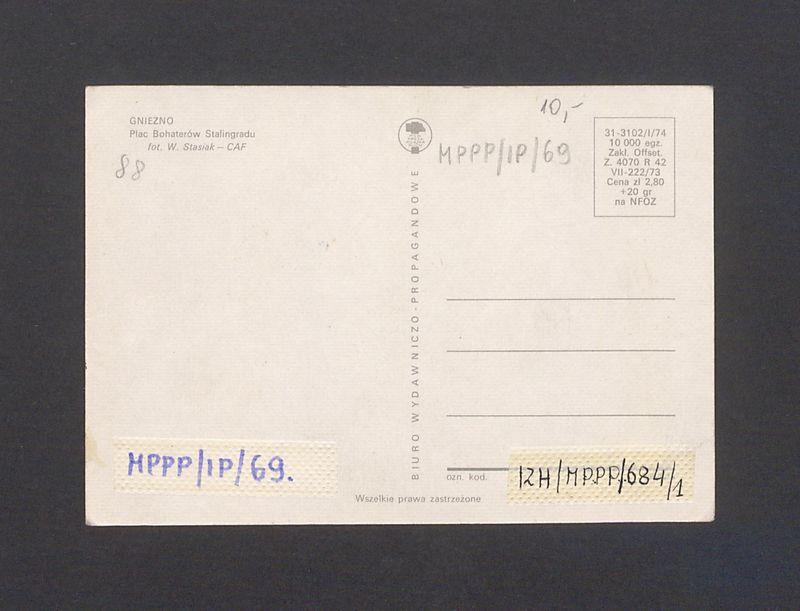 GNIEZNO
Plac Bohaterów Stalingradu
fot. W. Stasiak – CAF
88
10,-
MPPP/IP/69
31-3102/I/74
10 000 egz.
Zakł. Offset.
Z. 4070 R 42
VII-222/73
Cena zł 2,80
+20 gr
na NFOZ
BIURO WYDAWNICZO-PROPAGANDOWE
MPPP/IP/69.
ozn. kod.
IZH/MPPP/684/1
Wszelkie prawa zastrzeżone